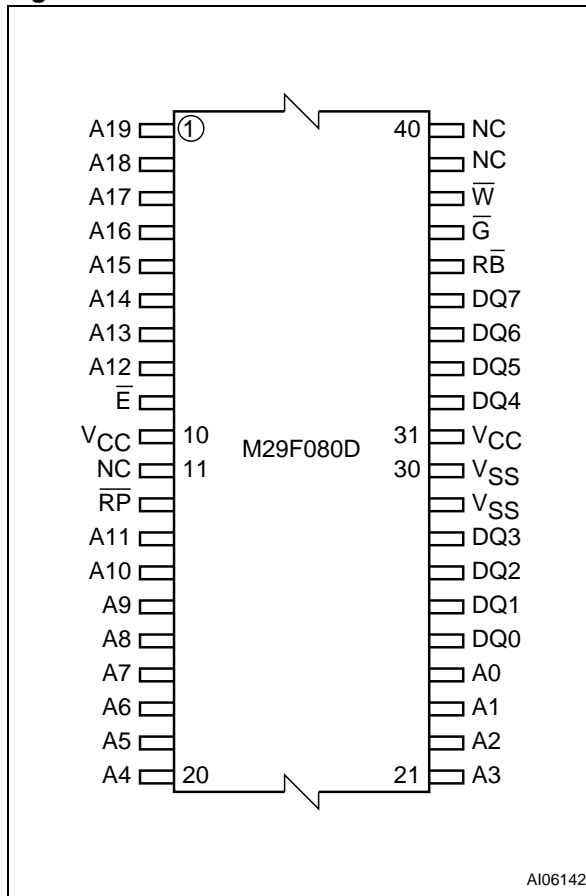 A19 1 40 NC
A18 NC
A17 W̅
A16 G̅
A15 RB̅
A14 DQ7
A13 DQ6
A12 DQ5
E̅ DQ4
VCC 10 31 VCC
NC 11 M29F080D 30 VSS
R̅P̅ VSS
A11 DQ3
A10 DQ2
A9 DQ1
A8 DQ0
A7 A0
A6 A1
A5 A2
A4 20 21 A3
AI06142